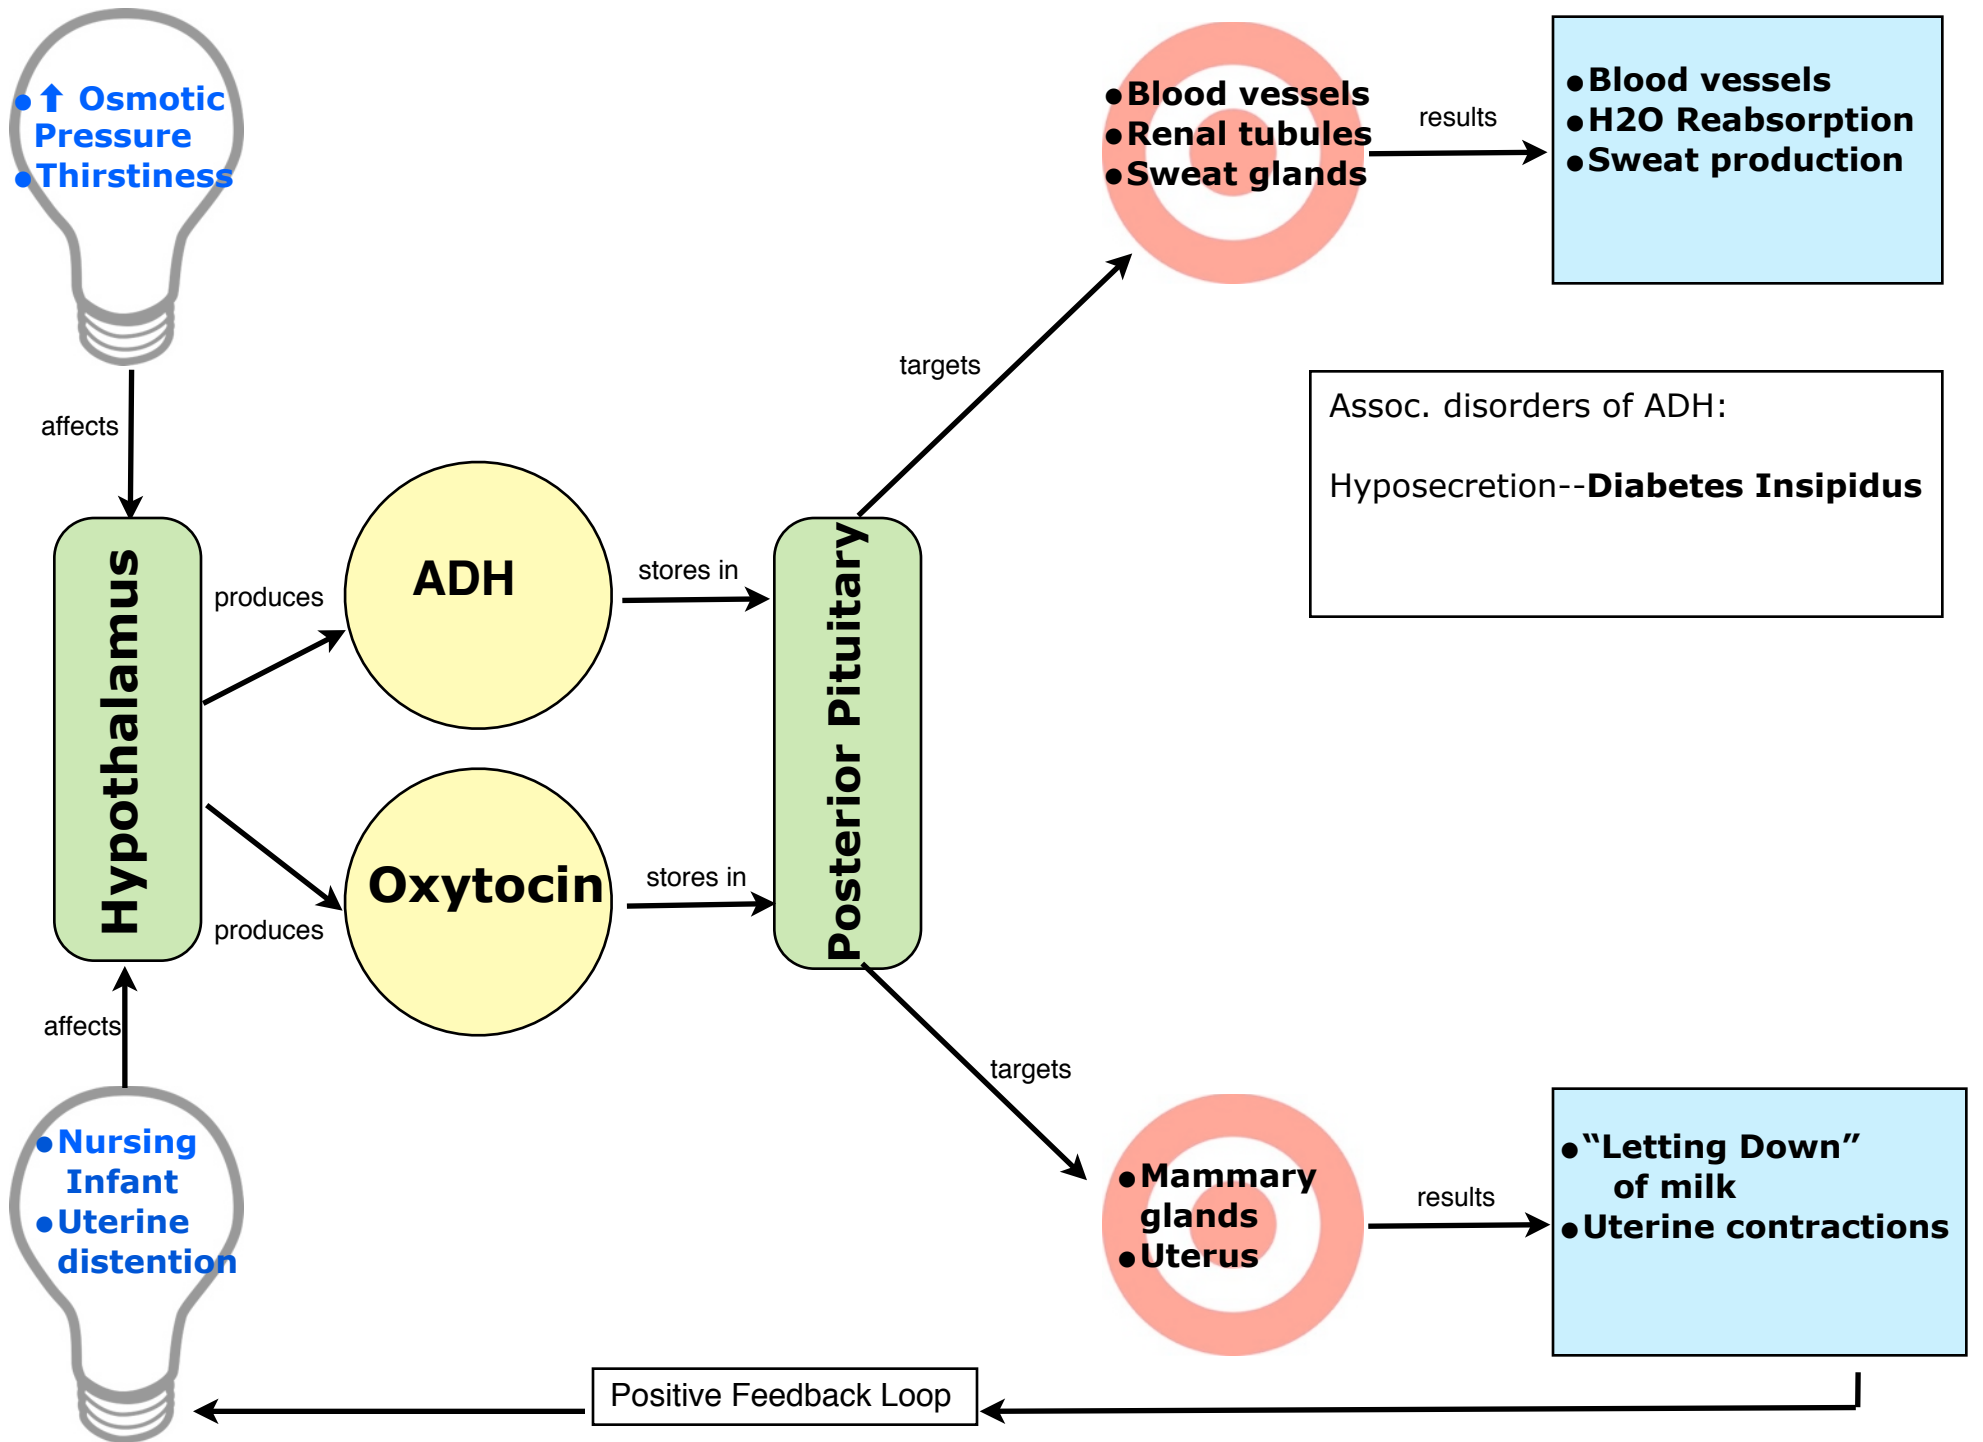 ●⬆ Osmotic
Pressure
●Thirstiness
affects
Hypothalamus
produces
ADH
stores in
produces
Oxytocin
stores in
Posterior Pituitary
targets
●Blood vessels
●Renal tubules
●Sweat glands
results
●Blood vessels
●H2O Reabsorption
●Sweat production
Assoc. disorders of ADH:
Hyposecretion--Diabetes Insipidus
affects
●Nursing
Infant
●Uterine
distention
targets
●Mammary
glands
●Uterus
results
●“Letting Down”
of milk
●Uterine contractions
Positive Feedback Loop